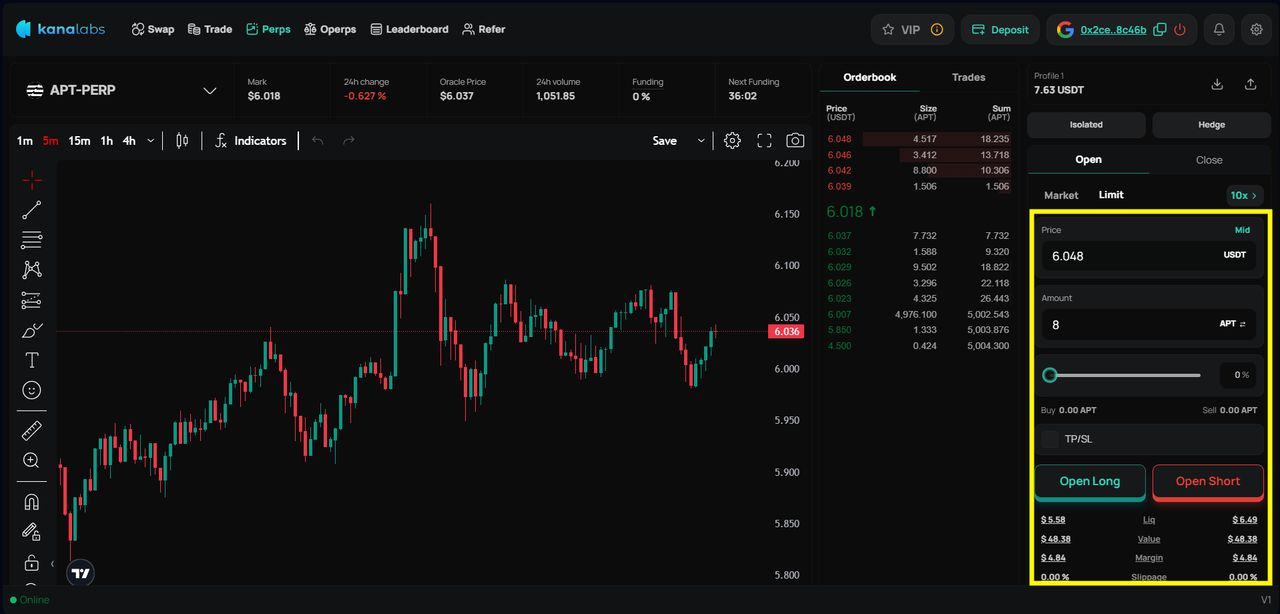 kanalabs Swap Trade Perps Operps Leaderboard Refer VIP Deposit 0x2ce..8c46b
APT-PERP
Mark
$6.018
24h change
-0.627 %
Oracle Price
$6.037
24h volume
1,051.85
Funding
0 %
Next Funding
36:02
1m 5m 15m 1h 4h Indicators Save
6.200
6.150
6.100
6.050
6.036
6.000
5.950
5.900
5.850
5.800
Orderbook Trades
Price Size Sum
(USDT) (APT) (APT)
6.048 4.517 18.235
6.046 3.412 13.718
6.042 8.800 10.306
6.039 1.506 1.506
6.018 ↑
6.037 7.732 7.732
6.032 1.588 9.320
6.029 9.502 18.822
6.026 3.296 22.118
6.023 4.325 26.443
6.007 4,976.100 5,002.543
5.850 1.333 5,003.876
4.500 0.424 5,004.300
Profile 1
7.63 USDT
Isolated Hedge
Open Close
Market Limit 10x >
Price Mid
6.048 USDT
Amount
8 APT
0 %
Buy 0.00 APT Sell 0.00 APT
TP/SL
Open Long Open Short
$ 5.58 Liq $ 6.49
$ 48.38 Value $ 48.38
$ 4.84 Margin $ 4.84
0.00 % Slippage 0.00 %
Online V1